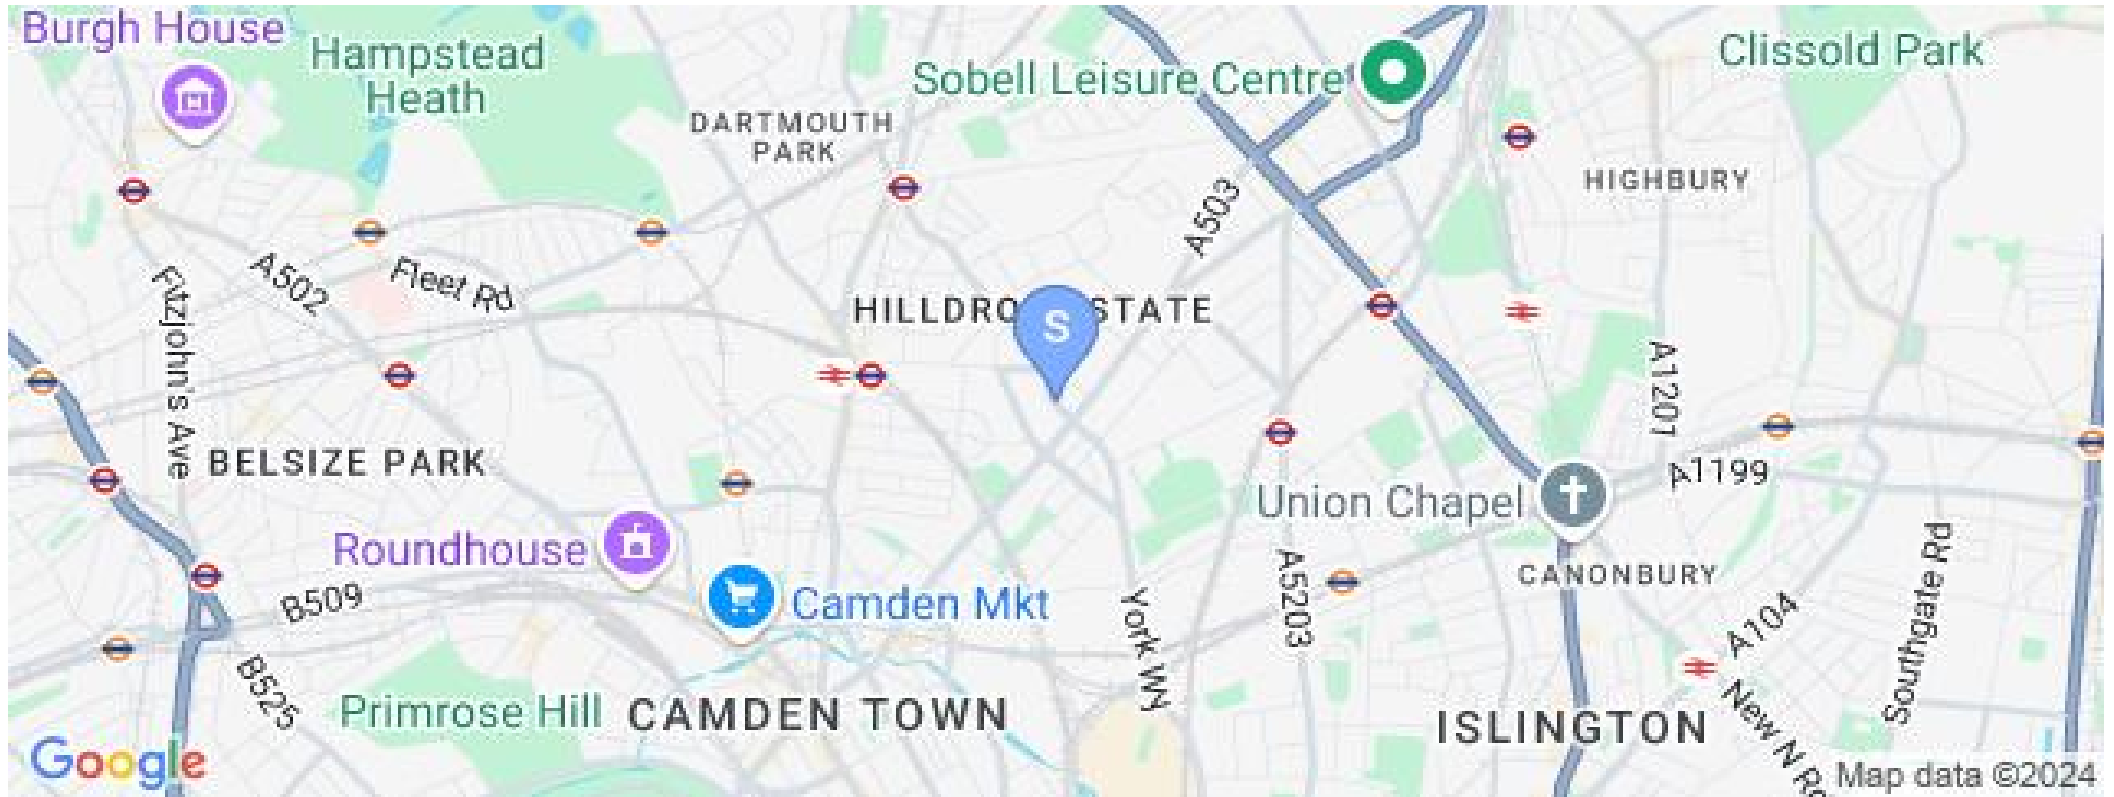 Burgh House
Hampstead
Heath
Clissold Park
Sobell Leisure Centre
DARTMOUTH
PARK
HIGHBURY
A503
A502
Fleet Rd
Fitzjohn's Ave
HILLDRO
S
STATE
A1201
BELSIZE PARK
A1199
Union Chapel
Roundhouse
CANONBURY
B509
Camden Mkt
York Wy
A5203
A104
Southgate Rd
B525
Primrose Hill
CAMDEN TOWN
ISLINGTON
New N Rd
Google
Map data ©2024